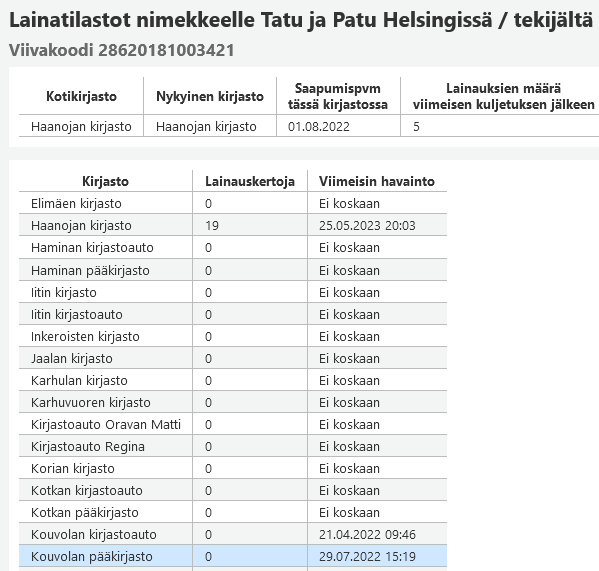 Lainatilastot nimekkeelle Tatu ja Patu Helsingissä / tekijältä
Viivakoodi 28620181003421
Kotikirjasto Nykyinen kirjasto Saapumispvm tässä kirjastossa Lainauksien määrä viimeisen kuljetuksen jälkeen
Haanojan kirjasto Haanojan kirjasto 01.08.2022 5
Kirjasto Lainauskertoja Viimeisin havainto
Elimäen kirjasto 0 Ei koskaan
Haanojan kirjasto 19 25.05.2023 20:03
Haminan kirjastoauto 0 Ei koskaan
Haminan pääkirjasto 0 Ei koskaan
Iitin kirjasto 0 Ei koskaan
Iitin kirjastoauto 0 Ei koskaan
Inkeroisten kirjasto 0 Ei koskaan
Jaalan kirjasto 0 Ei koskaan
Karhulan kirjasto 0 Ei koskaan
Karhuvuoren kirjasto 0 Ei koskaan
Kirjastoauto Oravan Matti 0 Ei koskaan
Kirjastoauto Regina 0 Ei koskaan
Korian kirjasto 0 Ei koskaan
Kotkan kirjastoauto 0 Ei koskaan
Kotkan pääkirjasto 0 Ei koskaan
Kouvolan kirjastoauto 0 21.04.2022 09:46
Kouvolan pääkirjasto 0 29.07.2022 15:19